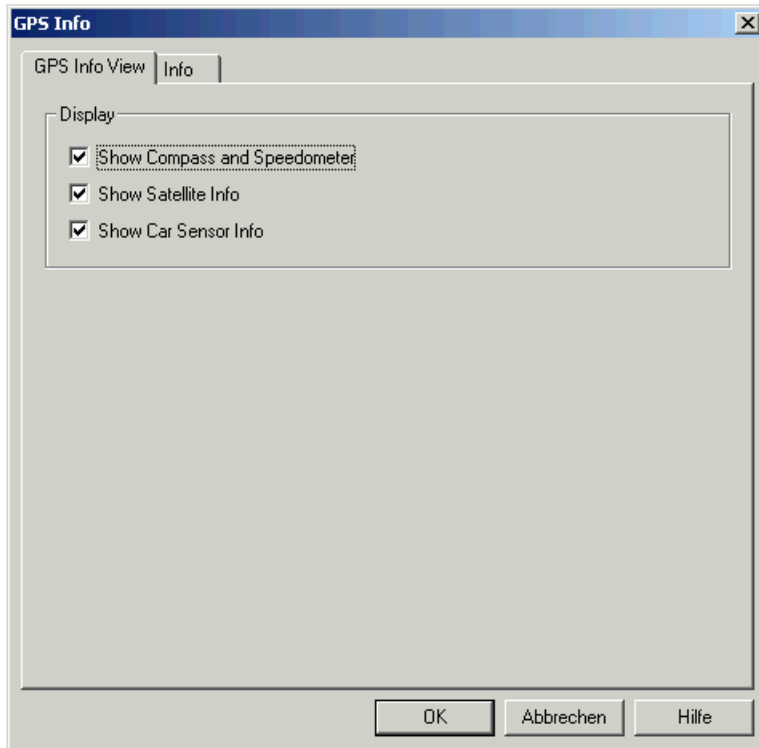 GPS Info
GPS Info View Info
Display
Show Compass and Speedometer
Show Satellite Info
Show Car Sensor Info
OK Abbrechen Hilfe